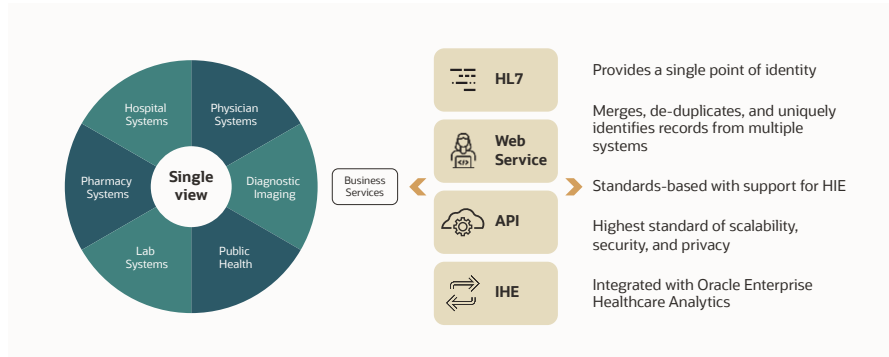 Hospital
Systems
Physician
Systems
Pharmacy
Systems
Single
view
Diagnostic
Imaging
Lab
Systems
Public
Health
Business
Services
HL7
Web
Service
</>
API
IHE
Provides a single point of identity
Merges, de-duplicates, and uniquely
identifies records from multiple
systems
Standards-based with support for HIE
Highest standard of scalability,
security, and privacy
Integrated with Oracle Enterprise
Healthcare Analytics